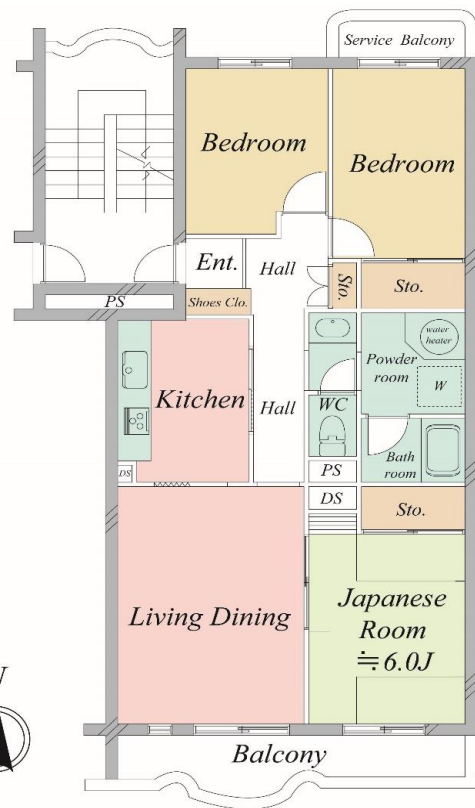 Service Balcony
Bedroom
Bedroom
Ent.
Hall
Sto.
Sto.
PS
Shoes Clo.
water
heater
Powder
room
W
Kitchen
Hall
WC
Bath
room
DS
PS
DS
Sto.
Living Dining
Japanese
Room
≒6.0J
Balcony